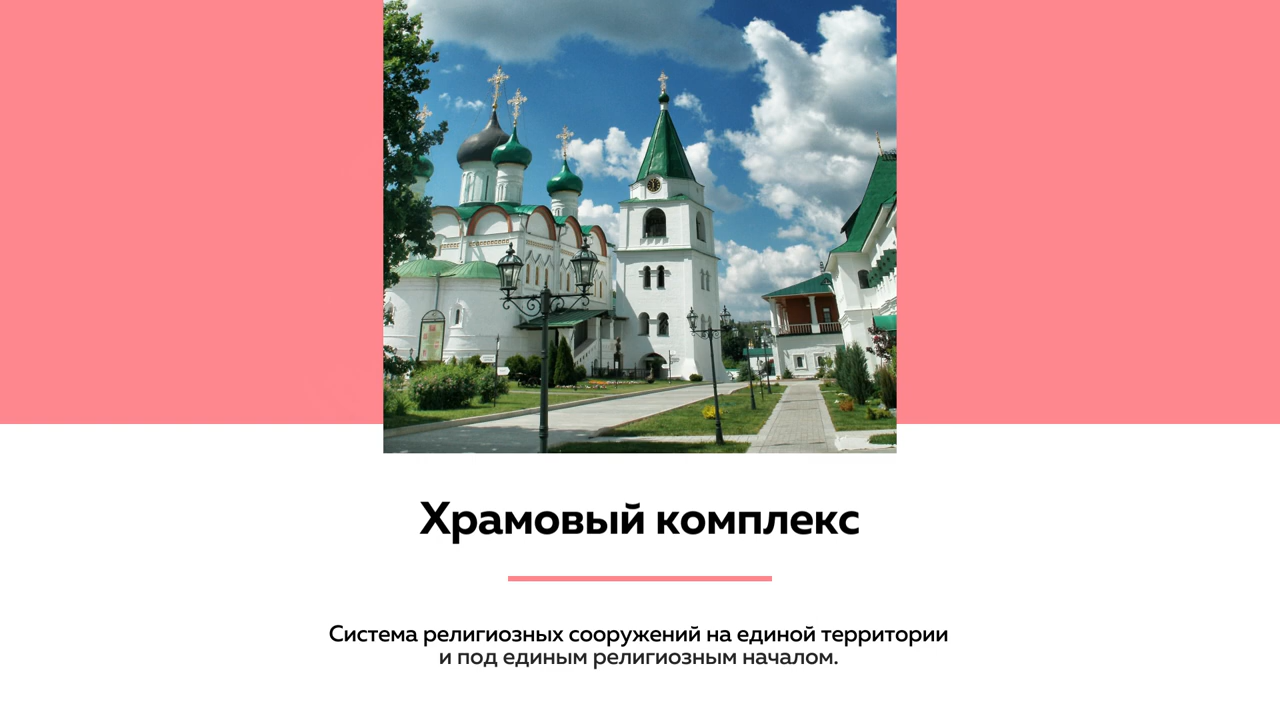 Храмовый комплекс
Система религиозных сооружений на единой территории
и под единым религиозным началом.